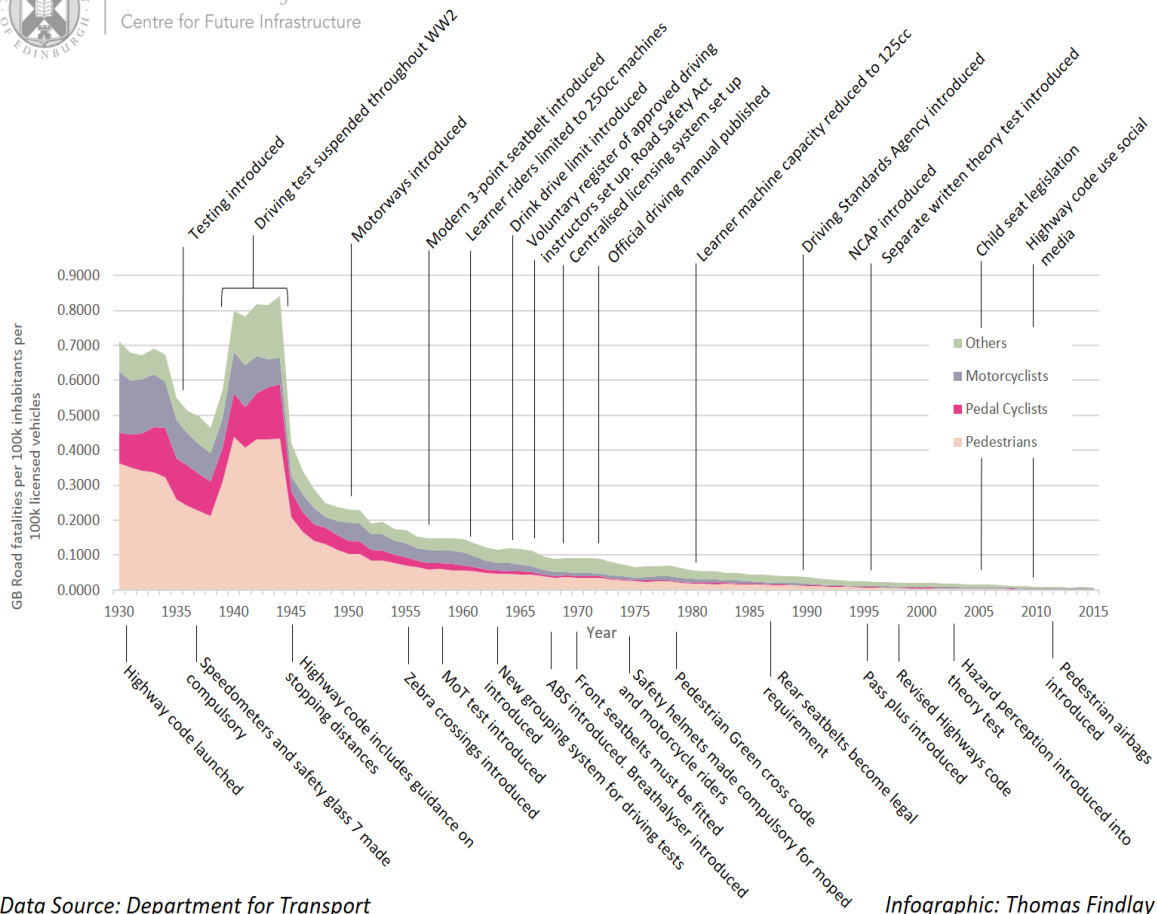 Centre for Future Infrastructure
OF EDINBURGH
Testing introduced
Driving test suspended throughout WW2
Motorways introduced
Modern 3-point seatbelt introduced
Learner riders limited to 250cc machines
Drink drive limit introduced
Voluntary register of approved driving
instructors set up. Road Safety Act
Centralised licensing system set up
Official driving manual published
Learner machine capacity reduced to 125cc
Driving Standards Agency introduced
NCAP introduced
Separate written theory test introduced
Child seat legislation
Highway code use social
media
GB Road fatalities per 100k inhabitants per
100k licensed vehicles
0.9000
0.8000
0.7000
0.6000
0.5000
0.4000
0.3000
0.2000
0.1000
0.0000
Others
Motorcyclists
Pedal Cyclists
Pedestrians
1930 1935 1940 1945 1950 1955 1960 1965 1970 1975 1980 1985 1990 1995 2000 2005 2010 2015
Year
Highway code launched
Speedometers and safety glass 7 made
compulsory
Highway code includes guidance on
stopping distances
Zebra crossings introduced
MoT test introduced
New grouping system for driving tests
introduced
ABS introduced. Breathalyser introduced
Front seatbelts must be fitted
Safety helmets made compulsory for moped
and motorcycle riders
Pedestrian Green cross code
Rear seatbelts become legal
requirement
Pass plus introduced
Revised Highways code
Hazard perception introduced into
theory test
Pedestrian airbags
introduced
Data Source: Department for Transport
Infographic: Thomas Findlay